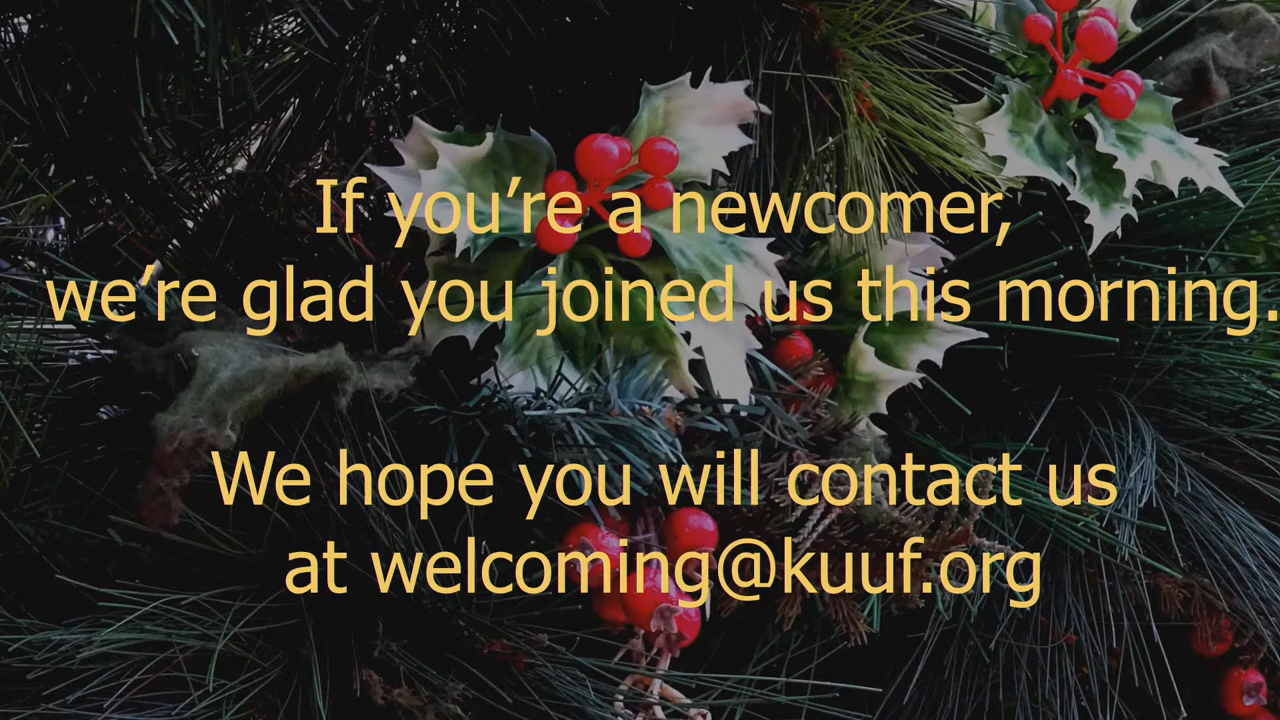 If you’re a newcomer,
we’re glad you joined us this morning.
We hope you will contact us
at welcoming@kuuf.org